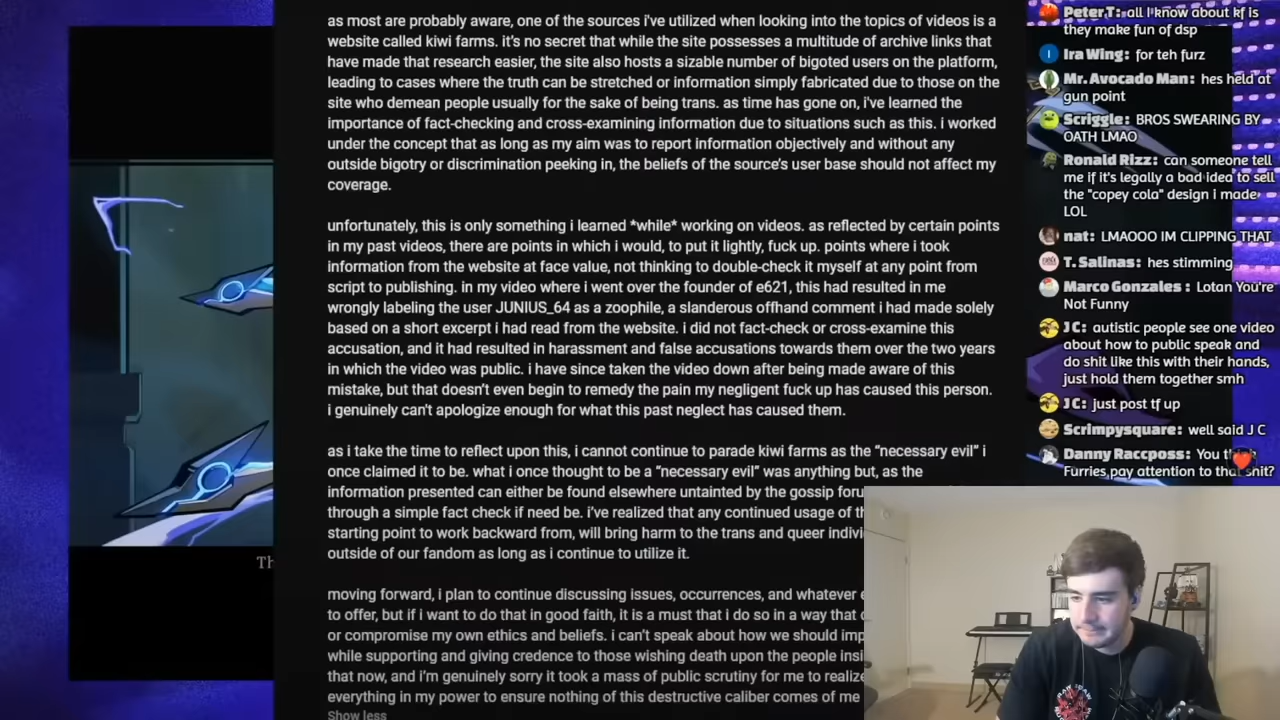 as most are probably aware, one of the sources i've utilized when looking into the topics of videos is a
website called kiwi farms. it's no secret that while the site possesses a multitude of archive links that
have made that research easier, the site also hosts a sizable number of bigoted users on the platform,
leading to cases where the truth can be stretched or information simply fabricated due to those on the
site who demean people usually for the sake of being trans. as time has gone on, i've learned the
importance of fact-checking and cross-examining information due to situations such as this. i worked
under the concept that as long as my aim was to report information objectively and without any
outside bigotry or discrimination peeking in, the beliefs of the source's user base should not affect my
coverage.
unfortunately, this is only something i learned *while* working on videos. as reflected by certain points
in my past videos, there are points in which i would, to put it lightly, fuck up. points where i took
information from the website at face value, not thinking to double-check it myself at any point from
script to publishing. in my video where i went over the founder of e621, this had resulted in me
wrongly labeling the user JUNIUS_64 as a zoophile, a slanderous offhand comment i had made solely
based on a short excerpt i had read from the website. i did not fact-check or cross-examine this
accusation, and it had resulted in harassment and false accusations towards them over the two years
in which the video was public. i have since taken the video down after being made aware of this
mistake, but that doesn't even begin to remedy the pain my negligent fuck up has caused this person.
i genuinely can't apologize enough for what this past neglect has caused them.
as i take the time to reflect upon this, i cannot continue to parade kiwi farms as the “necessary evil” i
once claimed it to be. what i once thought to be a “necessary evil” was anything but, as the
information presented can either be found elsewhere untainted by the gossip foru
through a simple fact check if need be. i've realized that any continued usage of th
starting point to work backward from, will bring harm to the trans and queer indivi
outside of our fandom as long as i continue to utilize it.
moving forward, i plan to continue discussing issues, occurrences, and whatever e
to offer, but if i want to do that in good faith, it is a must that i do so in a way that
or compromise my own ethics and beliefs. i can't speak about how we should imp
while supporting and giving credence to those wishing death upon the people insi
that now, and i'm genuinely sorry it took a mass of public scrutiny for me to realize
everything in my power to ensure nothing of this destructive caliber comes of me
Show less
Th
PeterT: all I know about kf is
they make fun of dsp
Ira Wing: for teh furz
Mr. Avocado Man: hes held at
gun point
Scriggle: BROS SWEARING BY
OATH LMAO
Ronald Rizz: can someone tell
me if it's legally a bad idea to sell
the "copey cola" design i made
LOL
nat: LMAOOO IM CLIPPING THAT
T. Salinas: hes stimming
Marco Gonzales: Lotan You're
Not Funny
J C: autistic people see one video
about how to public speak and
do shit like this with their hands,
just hold them together smh
J C: just post tf up
Scrimpysquare: well said J C
Danny Raccposs: You think
Furries pay attention to that shit?